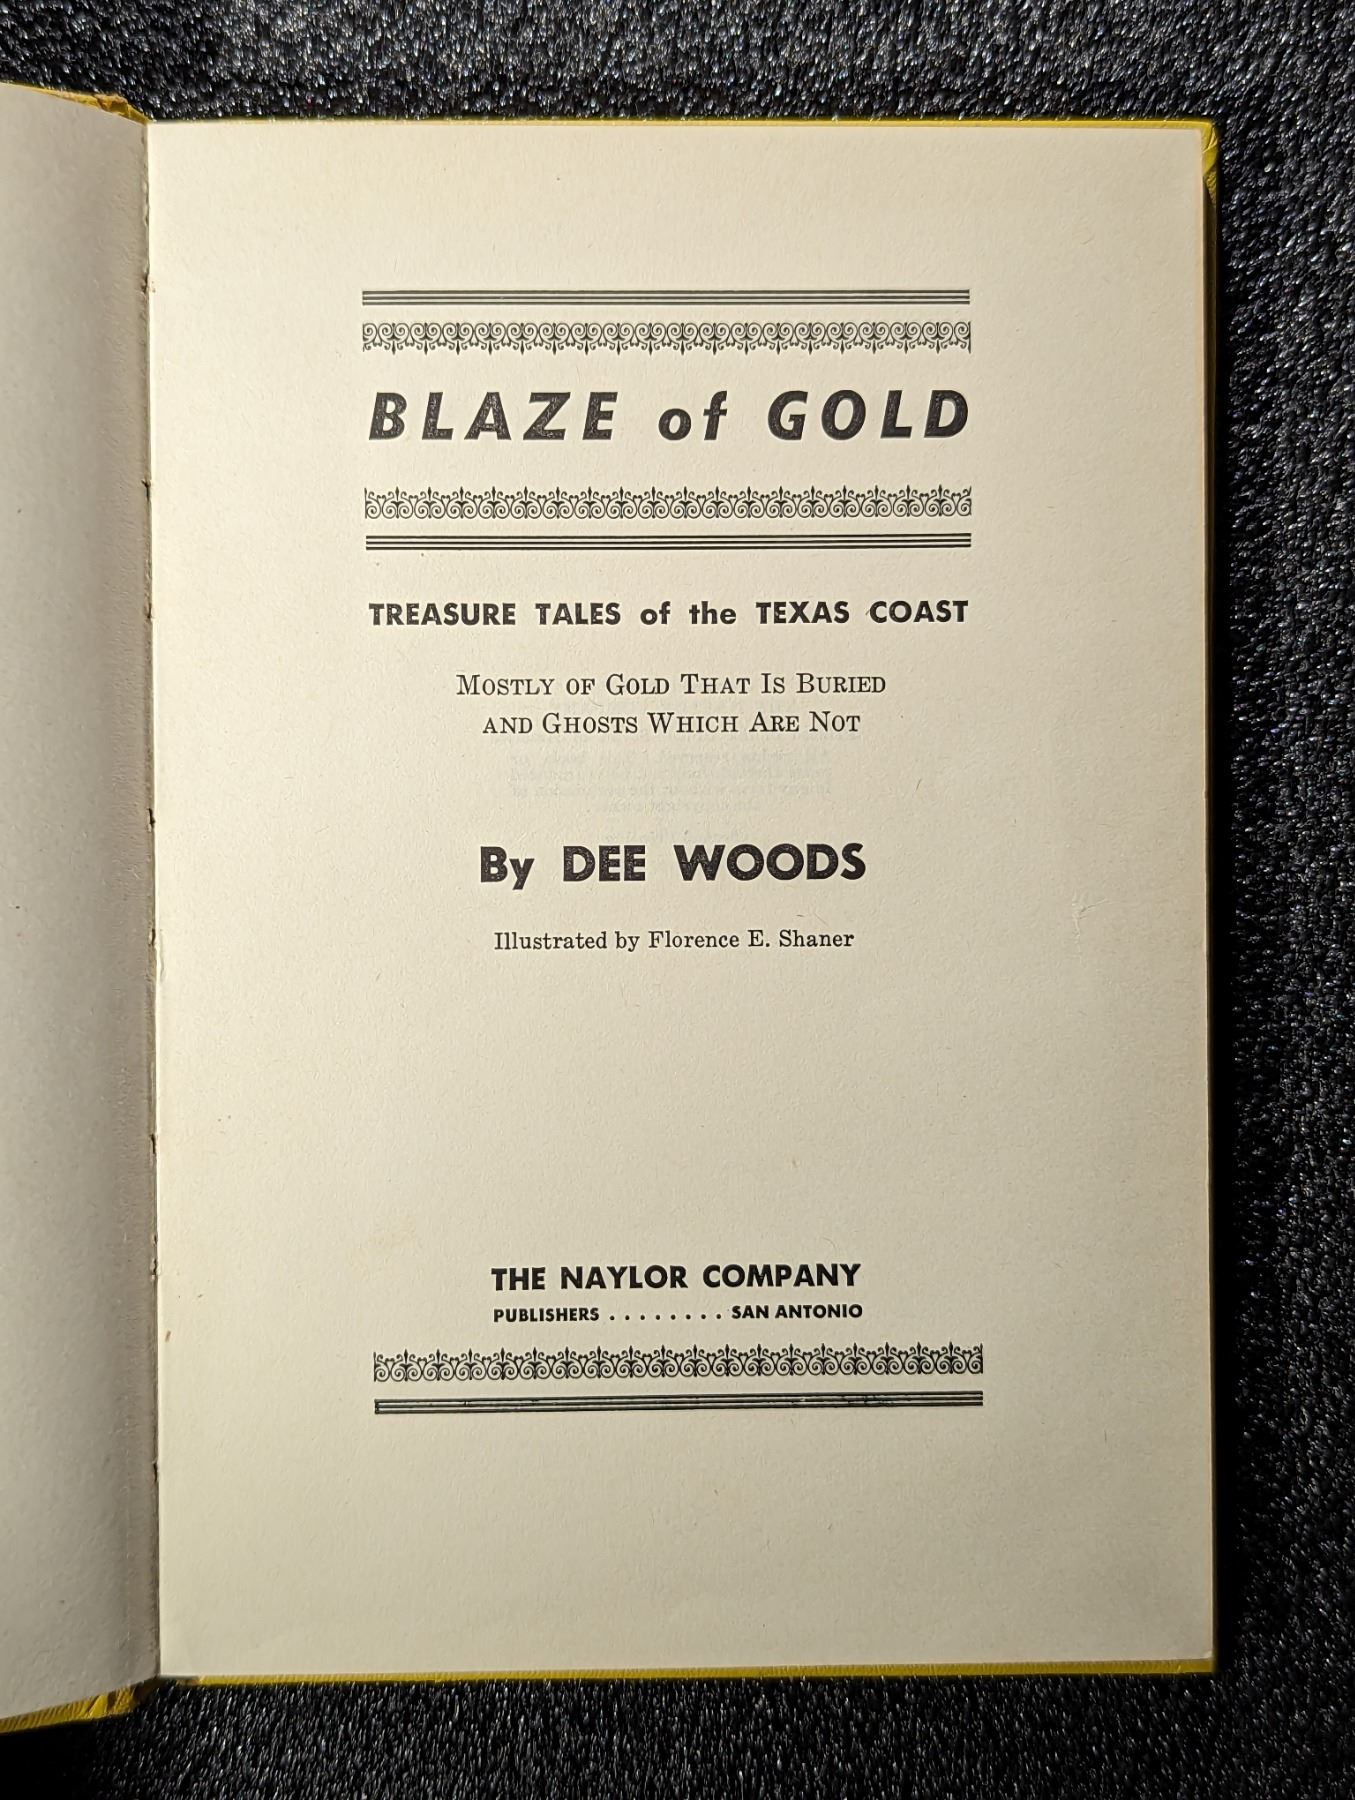 BLAZE of GOLD
TREASURE TALES of the TEXAS COAST
MOSTLY OF GOLD THAT IS BURIED
AND GHOSTS WHICH ARE NOT
By DEE WOODS
Illustrated by Florence E. Shaner
THE NAYLOR COMPANY
PUBLISHERS . . . . . . . . SAN ANTONIO